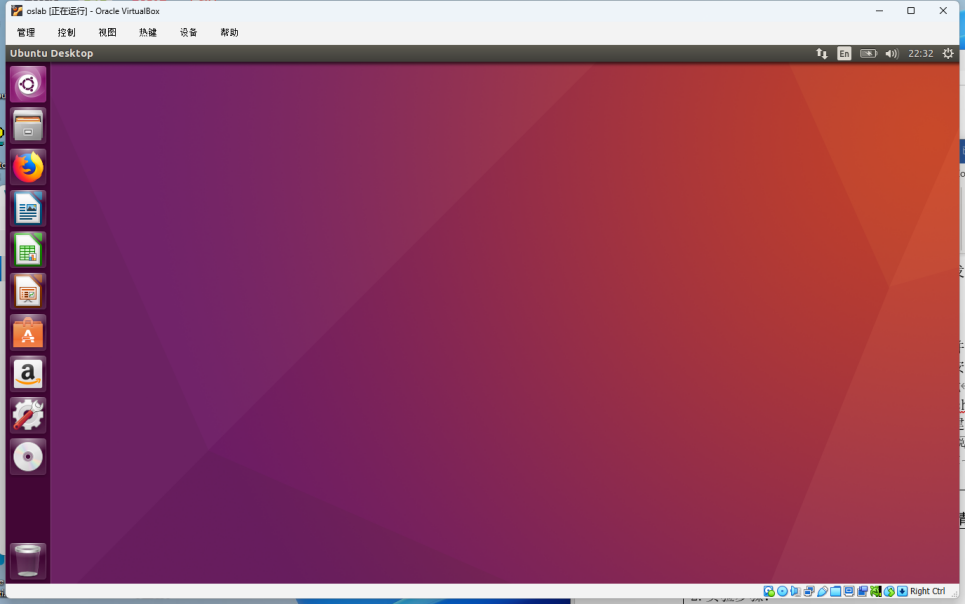 oslab [正在运行] - Oracle VirtualBox
管理 控制 视图 热键 设备 帮助
Ubuntu Desktop En 22:32
Right Ctrl